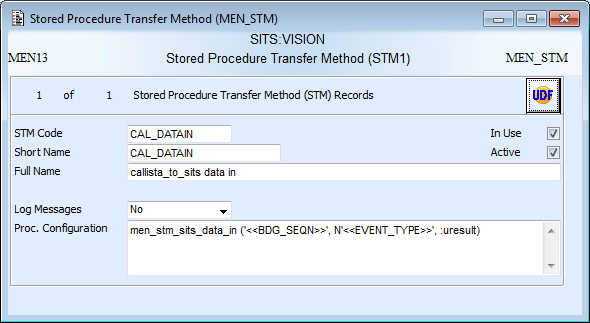 Stored Procedure Transfer Method (MEN_STM)
SITS:VISION
MEN13 Stored Procedure Transfer Method (STM1) MEN_STM
1 of 1 Stored Procedure Transfer Method (STM) Records UDF
STM Code CAL_DATAIN In Use
Short Name CAL_DATAIN Active
Full Name callista_to_sits data in
Log Messages No
Proc. Configuration men_stm_sits_data_in ('<<BDG_SEQN>>', N'<<EVENT_TYPE>>', :uresult)